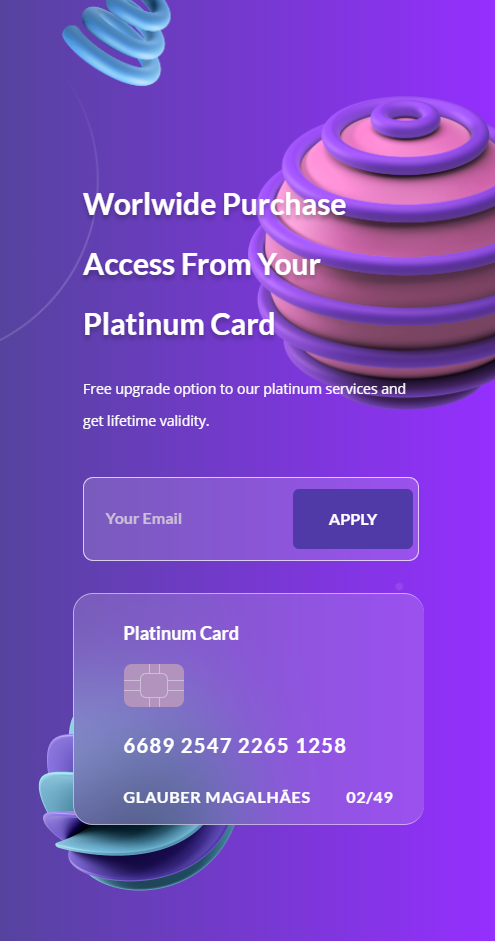 Worlwide Purchase
Access From Your
Platinum Card
Free upgrade option to our platinum services and
get lifetime validity.
Your Email
APPLY
Platinum Card
6689 2547 2265 1258
GLAUBER MAGALHÃES 02/49